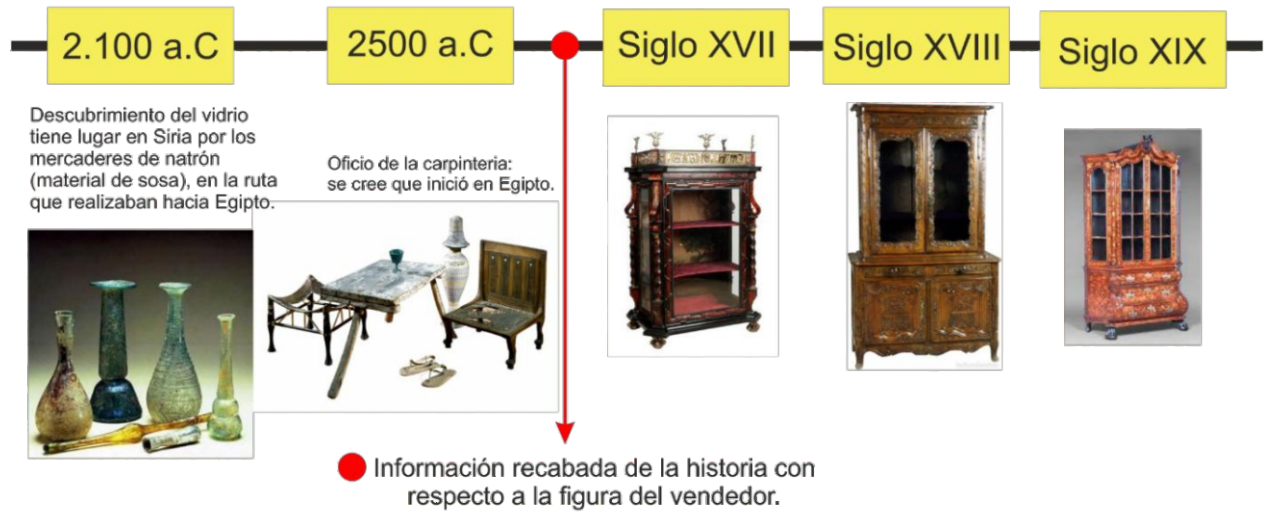 2.100 a.C
2500 a.C
Siglo XVII
Siglo XVIII
Siglo XIX
Descubrimiento del vidrio
tiene lugar en Siria por los
mercaderes de natrón
(material de sosa), en la ruta
que realizaban hacia Egipto.
Oficio de la carpinteria:
se cree que inició en Egipto.
Información recabada de la historia con
respecto a la figura del vendedor.